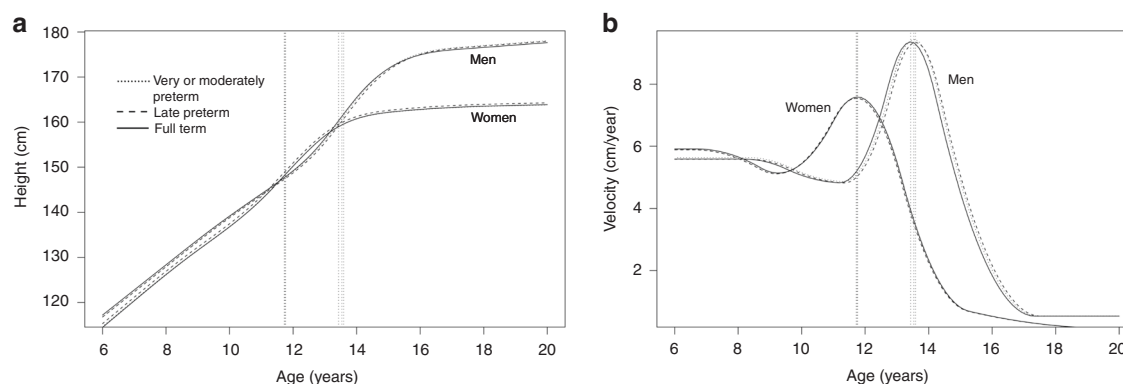 a
180
170
160
150
140
130
120
Height (cm)
Very or moderately
preterm
Late preterm
Full term
Men
Women
6 8 10 12 14 16 18 20
Age (years)
b
8
6
4
2
Velocity (cm/year)
Women
Men
6 8 10 12 14 16 18 20
Age (years)